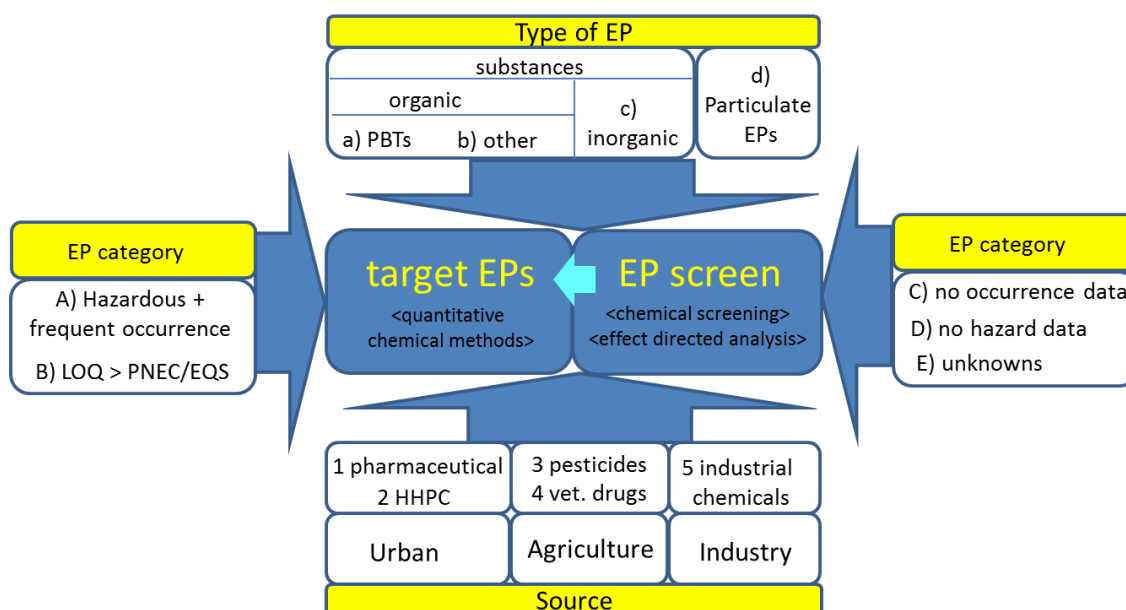 Type of EP
substances
organic
a) PBTs
b) other
c)
inorganic
d)
Particulate
EPs
EP category
A) Hazardous +
frequent occurrence
B) LOQ > PNEC/EQS
target EPs
<quantitative
chemical methods>
EP screen
<chemical screening>
<effect directed analysis>
EP category
C) no occurrence data
D) no hazard data
E) unknowns
1 pharmaceutical
2 HHPC
3 pesticides
4 vet. drugs
5 industrial
chemicals
Urban
Agriculture
Industry
Source